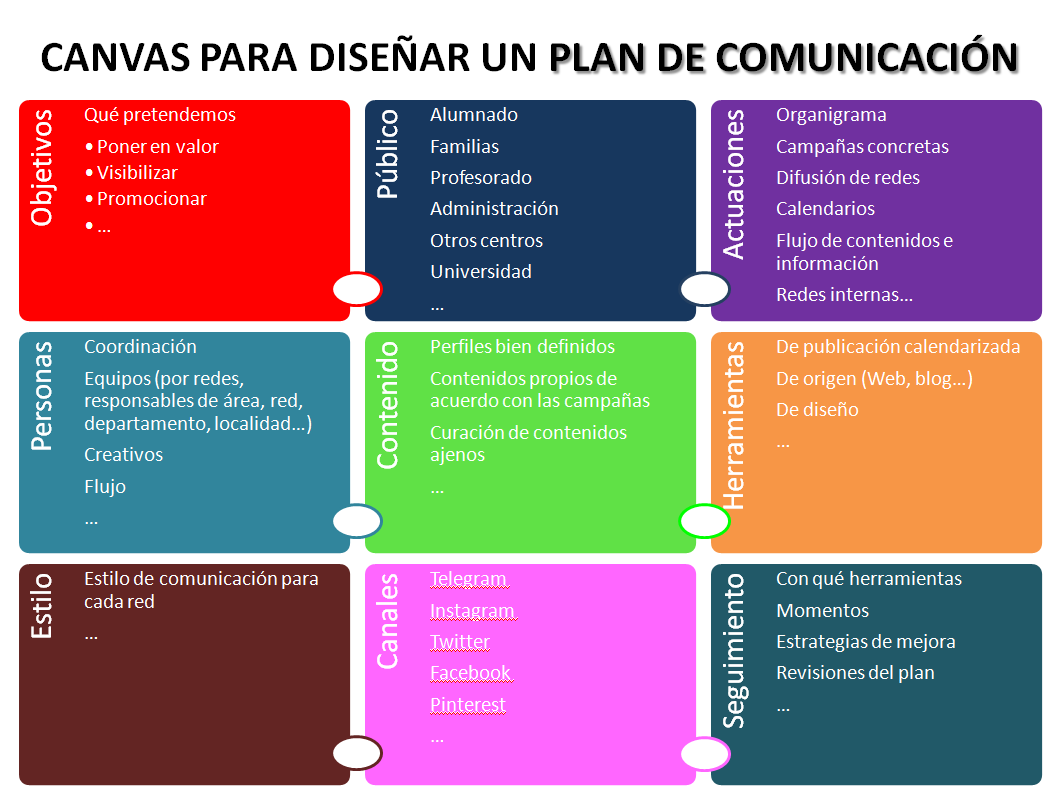 CANVAS PARA DISEÑAR UN PLAN DE COMUNICACIÓN
Objetivos
Qué pretendemos
• Poner en valor
• Visibilizar
• Promocionar
• ...
Público
Alumnado
Familias
Profesorado
Administración
Otros centros
Universidad
...
Actuaciones
Organigrama
Campañas concretas
Difusión de redes
Calendarios
Flujo de contenidos e
información
Redes internas...
Personas
Coordinación
Equipos (por redes,
responsables de área, red,
departamento, localidad...)
Creativos
Flujo
...
Contenido
Perfiles bien definidos
Contenidos propios de
acuerdo con las campañas
Curación de contenidos
ajenos
...
Herramientas
De publicación calendarizada
De origen (Web, blog...)
De diseño
...
Estilo
Estilo de comunicación para
cada red
...
Canales
Telegram
Instagram
Twitter
Facebook
Pinterest
...
Seguimiento
Con qué herramientas
Momentos
Estrategias de mejora
Revisiones del plan
...